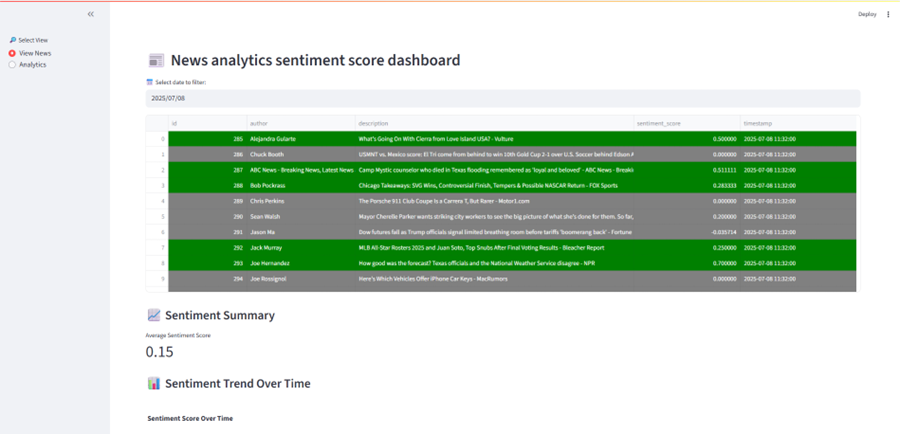 Deploy
Select View
View News
Analytics
News analytics sentiment score dashboard
Select date to filter:
2025/07/08
id author description sentiment_score timestamp
0 285 Alejandra Gularte What's Going On With Cierra from Love Island USA? - Vulture 0.500000 2025-07-08 11:32:00
1 286 Chuck Booth USMNT vs. Mexico score: El Tri come from behind to win 10th Gold Cup 2-1 over U.S. Soccer behind Edson A 0.000000 2025-07-08 11:32:00
2 287 ABC News - Breaking News, Latest News Camp Mystic counselor who died in Texas flooding remembered as 'loyal and beloved' - ABC News - Breaki 0.511111 2025-07-08 11:32:00
3 288 Bob Pockrass Chicago Takeaways: SVG Wins, Controversial Finish, Tempers & Possible NASCAR Return - FOX Sports 0.283333 2025-07-08 11:32:00
4 289 Chris Perkins The Porsche 911 Club Coupe Is a Carrera T, But Rarer - Motor1.com 0.000000 2025-07-08 11:32:00
5 290 Sean Walsh Mayor Cherelle Parker wants striking city workers to see the big picture of what she's done for them. So far, 0.200000 2025-07-08 11:32:00
6 291 Jason Ma Dow futures fall as Trump officials signal limited breathing room before tariffs 'boomerang back' - Fortune -0.035714 2025-07-08 11:32:00
7 292 Jack Murray MLB All-Star Rosters 2025 and Juan Soto, Top Snubs After Final Voting Results - Bleacher Report 0.250000 2025-07-08 11:32:00
8 293 Joe Hernandez How good was the forecast? Texas officials and the National Weather Service disagree - NPR 0.700000 2025-07-08 11:32:00
9 294 Joe Rossignol Here's Which Vehicles Offer iPhone Car Keys - MacRumors 0.000000 2025-07-08 11:32:00
Sentiment Summary
Average Sentiment Score
0.15
Sentiment Trend Over Time
Sentiment Score Over Time